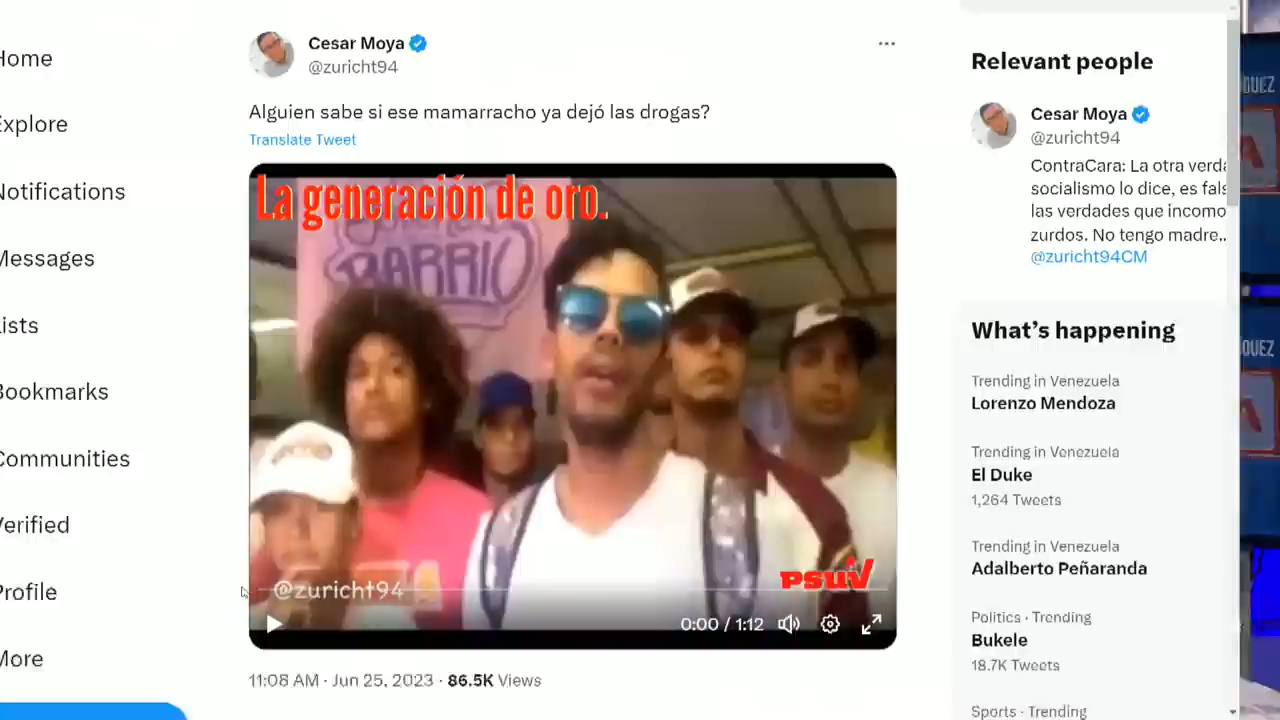 Home
Explore
Notifications
Messages
Lists
Bookmarks
Communities
Verified
Profile
More
Cesar Moya
@zuricht94
Alguien sabe si ese mamarracho ya dejó las drogas?
Translate Tweet
La generación de oro.
BARRIO
@zuricht94
PSUV
0:00 / 1:12
11:08 AM · Jun 25, 2023 · 86.5K Views
Relevant people
Cesar Moya
@zuricht94
ContraCara: La otra verda
socialismo lo dice, es fals
las verdades que incomo
zurdos. No tengo madre..
@zuricht94CM
What's happening
Trending in Venezuela
Lorenzo Mendoza
Trending in Venezuela
El Duke
1,264 Tweets
Trending in Venezuela
Adalberto Peñaranda
Politics · Trending
Bukele
18.7K Tweets
Sports · Trending